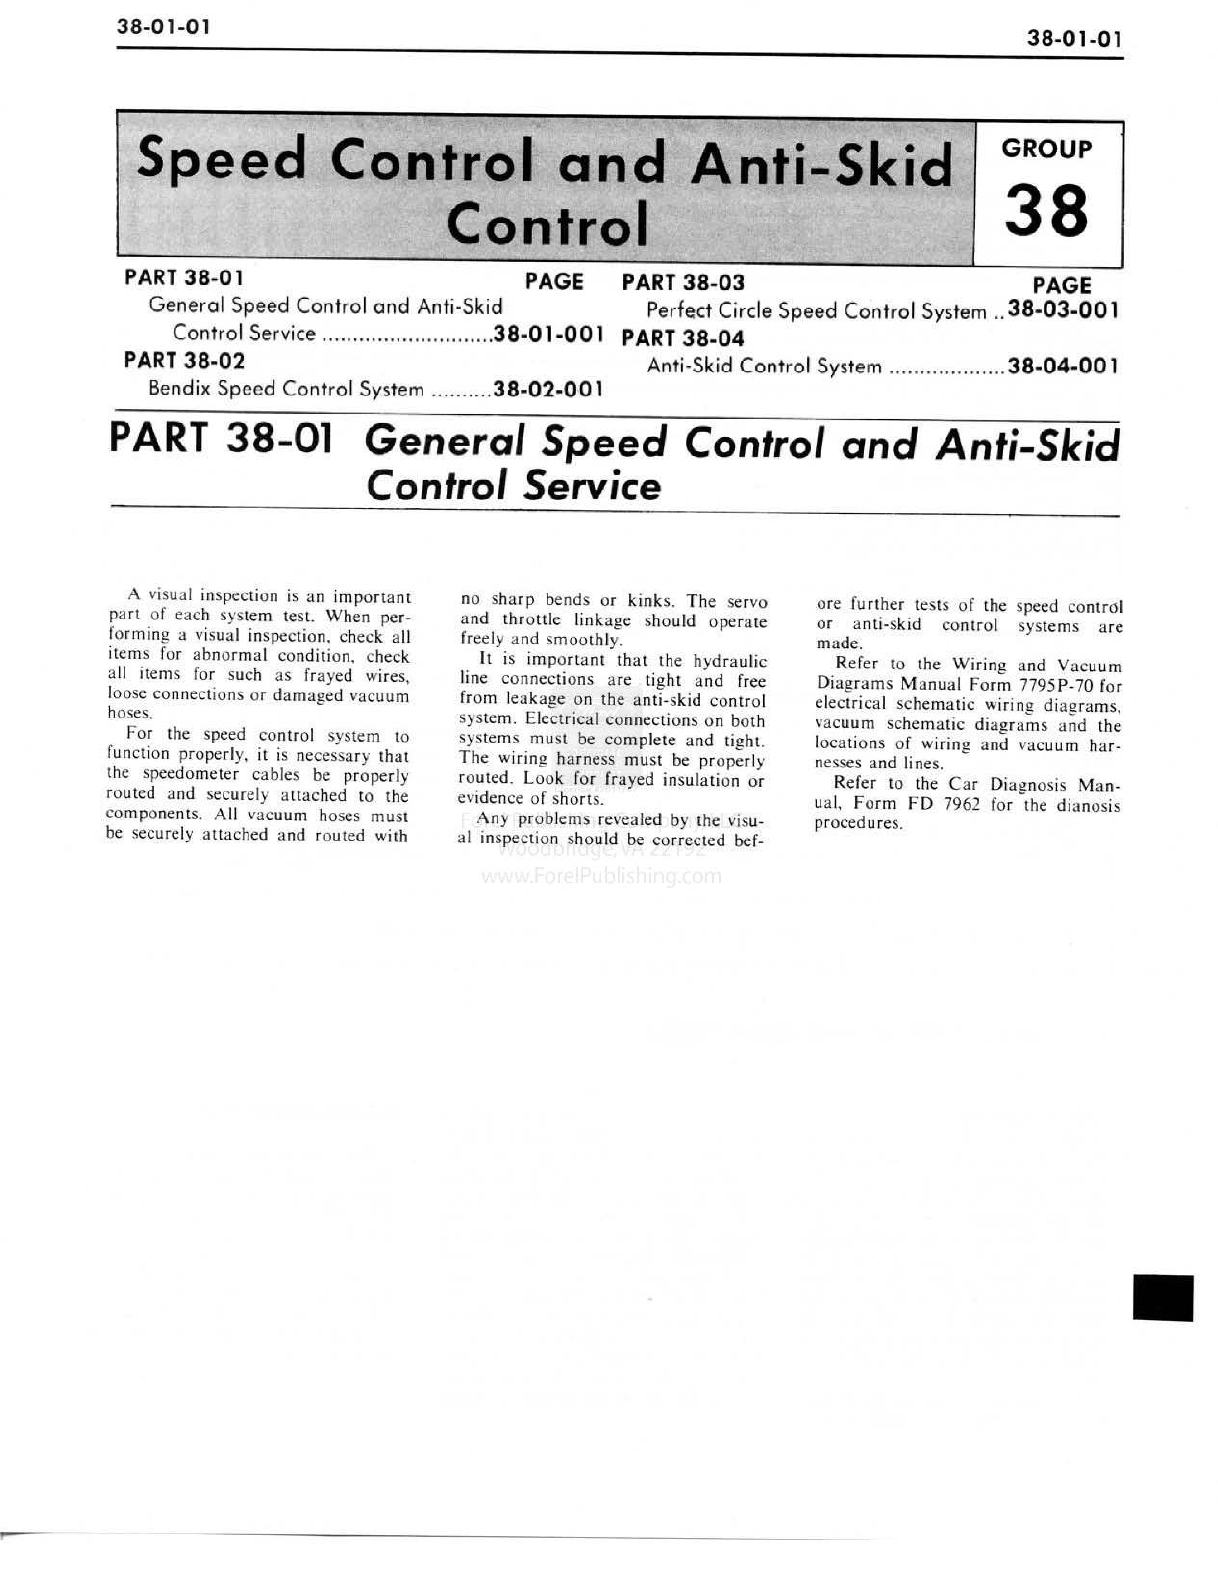 38-01-01
38-01-01
Speed Control and Anti-Skid
Control
GROUP
38
PART 38-01 PAGE
General Speed Control and Anti-Skid
Control Service ............................38-01-001
PART 38-02
Bendix Speed Control System ..........38-02-001
PART 38-03 PAGE
Perfect Circle Speed Control System ..38-03-001
PART 38-04
Anti-Skid Control System ...................38-04-001
PART 38-01 General Speed Control and Anti-Skid
Control Service
A visual inspection is an important
part of each system test. When per-
forming a visual inspection, check all
items for abnormal condition, check
all items for such as frayed wires,
loose connections or damaged vacuum
hoses.
For the speed control system to
function properly, it is necessary that
the speedometer cables be properly
routed and securely attached to the
components. All vacuum hoses must
be securely attached and routed with
no sharp bends or kinks. The servo
and throttle linkage should operate
freely and smoothly.
It is important that the hydraulic
line connections are tight and free
from leakage on the anti-skid control
system. Electrical connections on both
systems must be complete and tight.
The wiring harness must be properly
routed. Look for frayed insulation or
evidence of shorts.
Any problems revealed by the visu-
al inspection should be corrected bef-
ore further tests of the speed control
or anti-skid control systems are
made.
Refer to the Wiring and Vacuum
Diagrams Manual Form 7795P-70 for
electrical schematic wiring diagrams,
vacuum schematic diagrams and the
locations of wiring and vacuum har-
nesses and lines.
Refer to the Car Diagnosis Man-
ual, Form FD 7962 for the dianosis
procedures.
Woodbridge, VA 22192
www.ForelPublishing.com